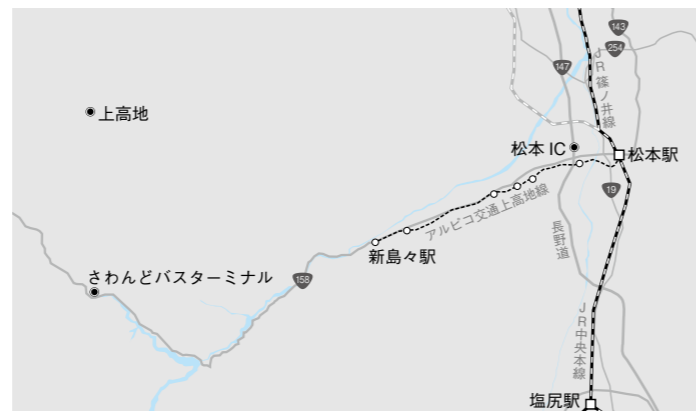 143
254
147
JR篠ノ井線
上高地
松本 IC
松本駅
19
アルピコ交通上高地線
長野道
新島々駅
さわんどバスターミナル
158
JR中央本線
塩尻駅